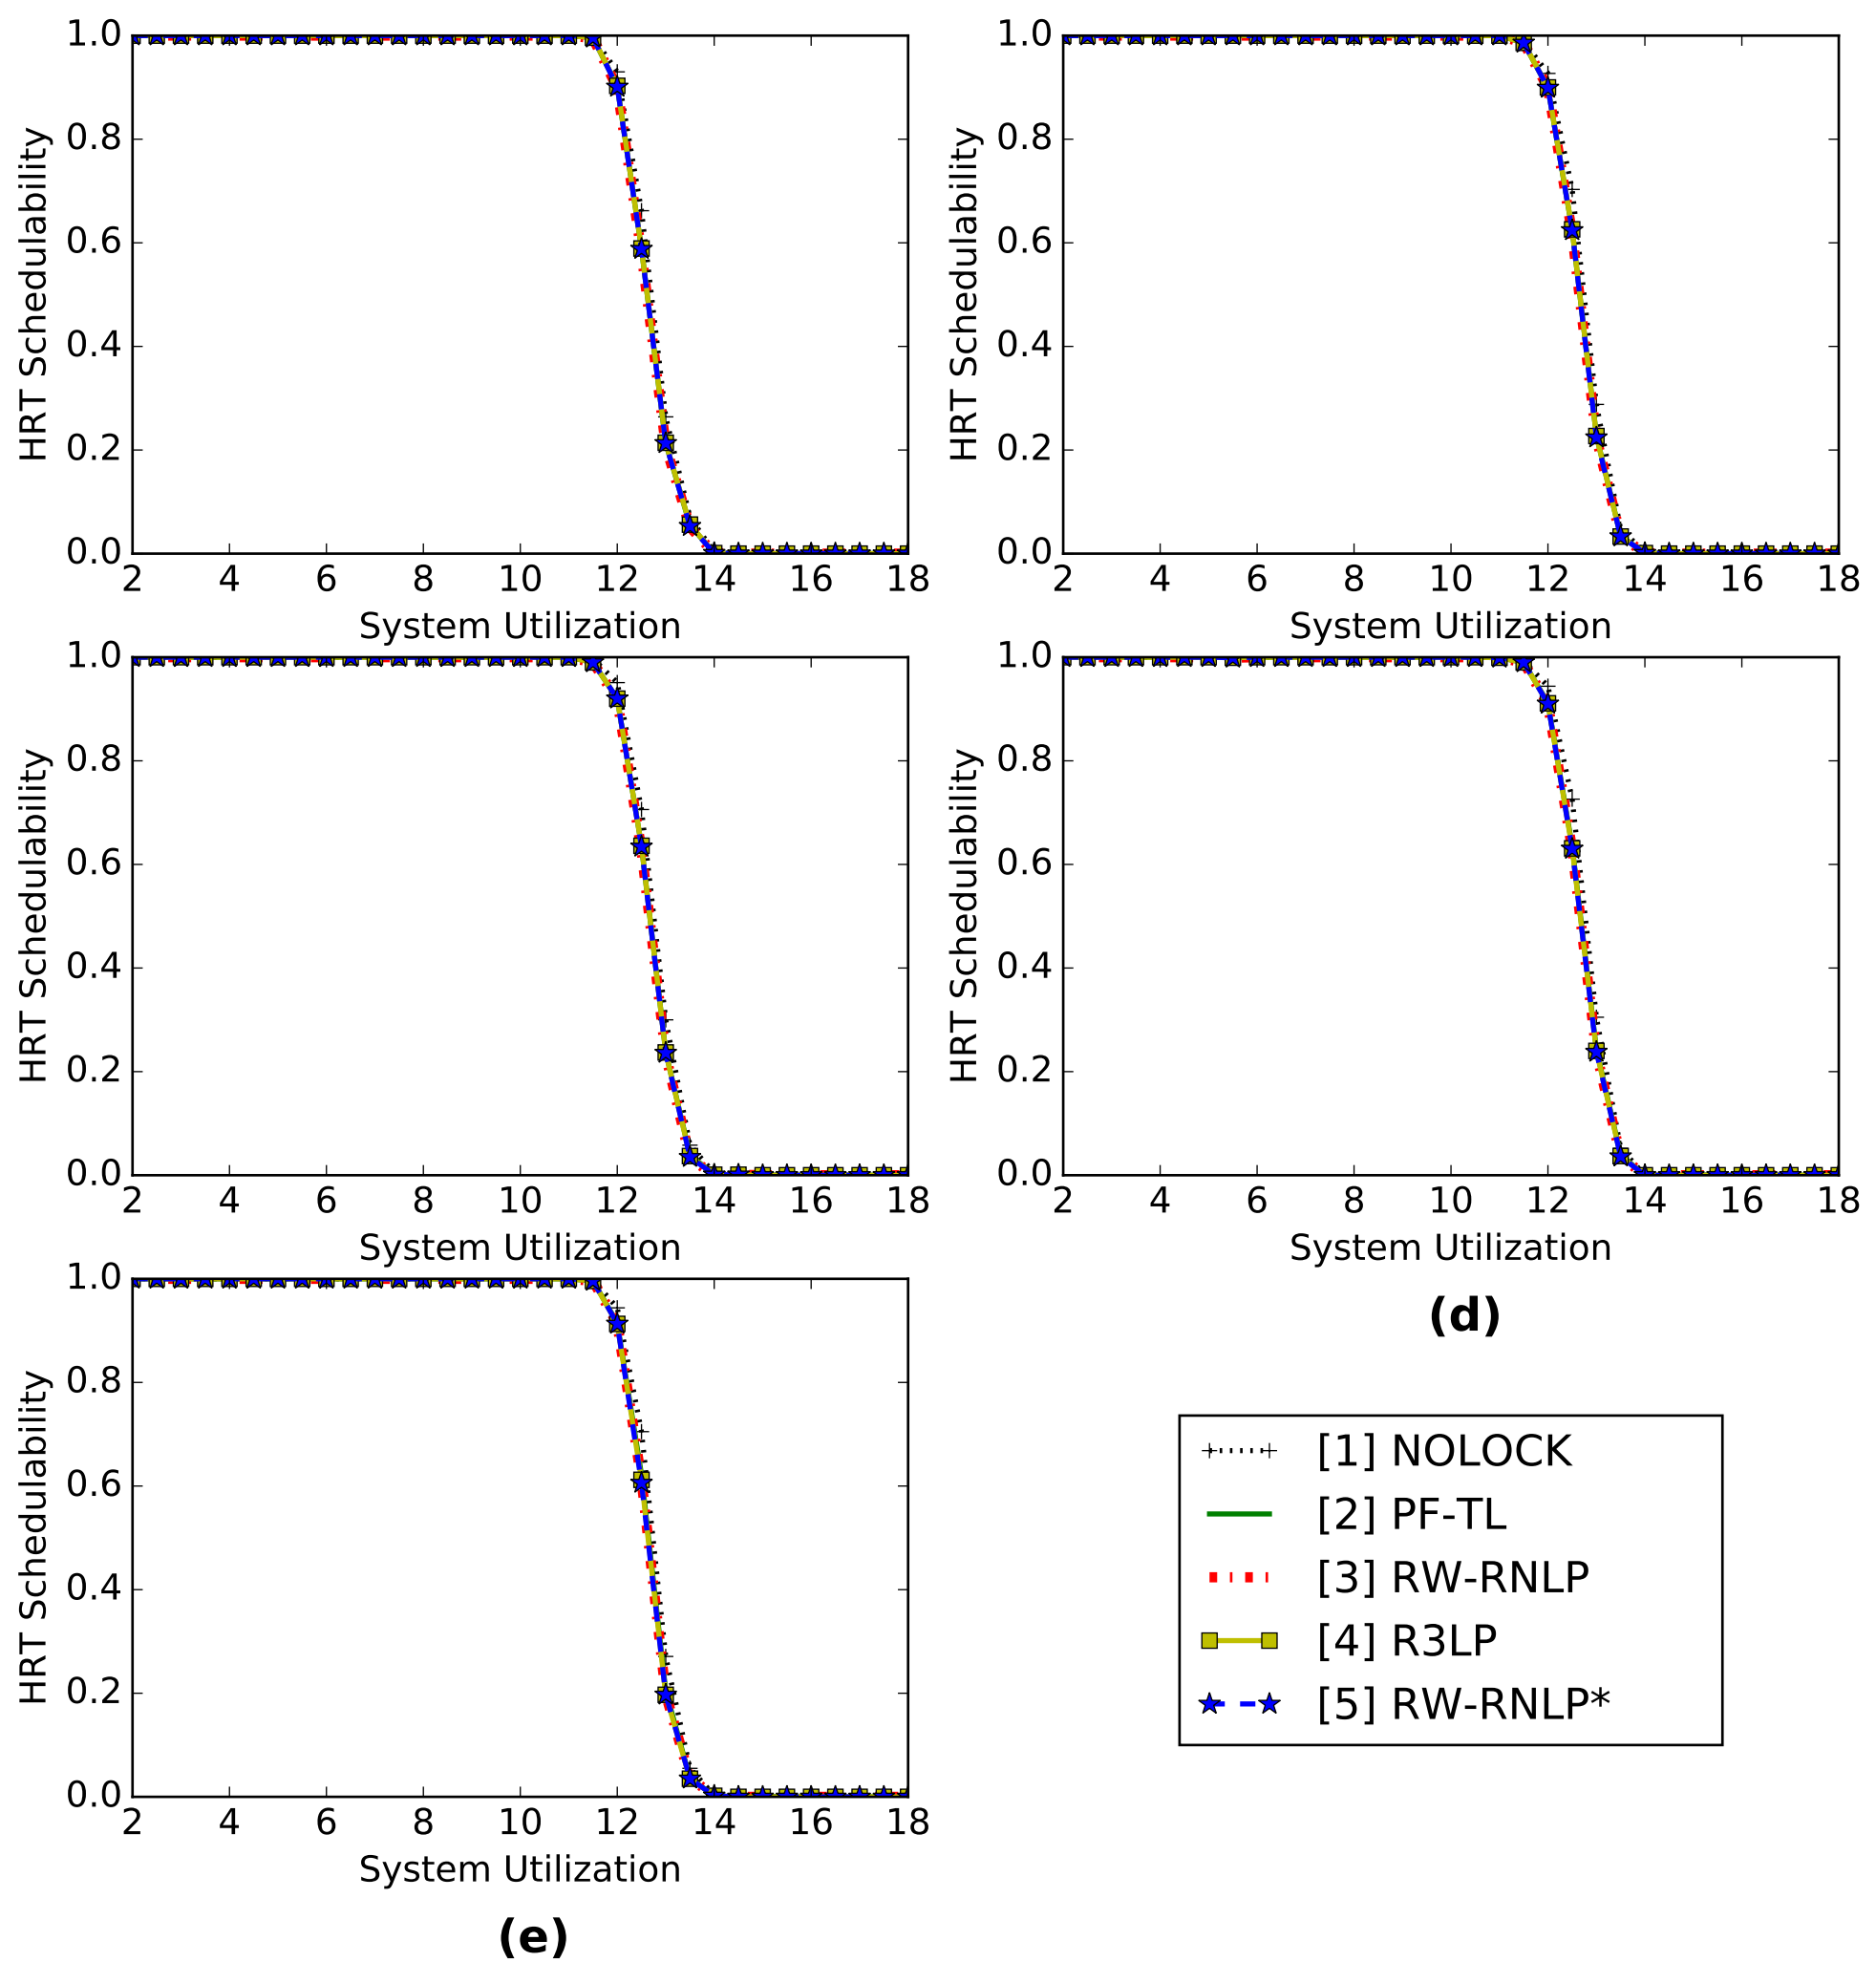 1.0
0.8
0.6
0.4
0.2
0.0
HRT Schedulability
2 4 6 8 10 12 14 16 18
System Utilization
1.0
0.8
0.6
0.4
0.2
0.0
HRT Schedulability
2 4 6 8 10 12 14 16 18
System Utilization
1.0
0.8
0.6
0.4
0.2
0.0
HRT Schedulability
2 4 6 8 10 12 14 16 18
System Utilization
1.0
0.8
0.6
0.4
0.2
0.0
HRT Schedulability
2 4 6 8 10 12 14 16 18
System Utilization
(d)
1.0
0.8
0.6
0.4
0.2
0.0
HRT Schedulability
2 4 6 8 10 12 14 16 18
System Utilization
(e)
[1] NOLOCK
[2] PF-TL
[3] RW-RNLP
[4] R3LP
[5] RW-RNLP*